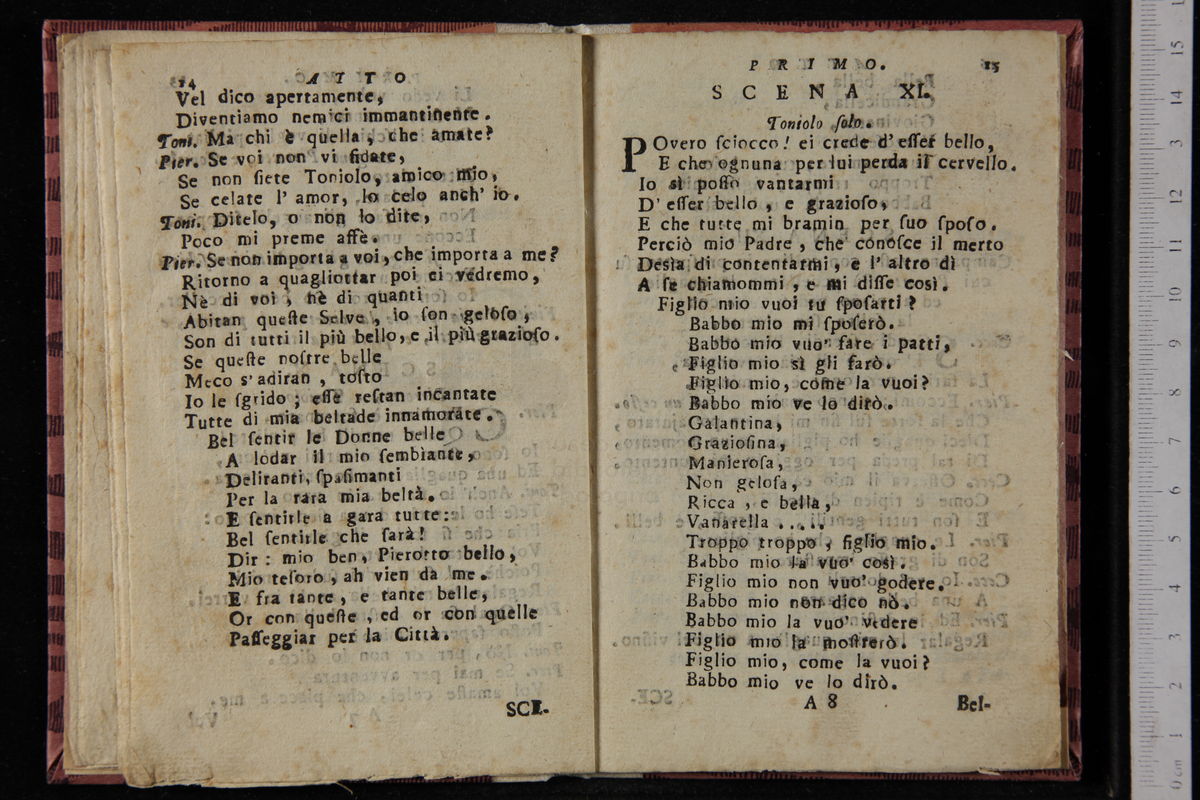 14 ATTO
Vel dico apertamente,
Diventiamo nemici immantinente.
Toni. Ma chi è quella, che amate?
Pier. Se voi non vi fidate,
Se non ſiete Toniolo, amico mio,
Se celate l' amor, lo celo anch' io.
Toni. Ditelo, o non lo dite,
Poco mi preme affè.
Pier. Se non importa a voi, che importa a me?
Ritorno a quagliottar poi ci vedremo,
Nè di voi, nè di quanti
Abitan queſte Selve, io ſon geloſo,
Son di tutti il più bello, e il più grazioſo.
Se queſte noſtre belle
Meco s' adiran, toſto
Io le ſgrido; eſſe reſtan incantate
Tutte di mia beltade innamorate.
Bel ſentir le Donne belle
A lodar il mio ſembiante,
Deliranti, ſpaſimanti
Per la rara mia beltà.
E ſentirle a gara tutte:
Bel ſentirle che ſarà!
Dir: mio ben, Pierotto bello,
Mio teſoro, ah vien da me.
E fra tante, e tante belle,
Or con queſte, ed or con quelle
Paſſeggiar per la Città.
SCE-
PRIMO. 15
SCENA XI.
Toniolo ſolo.
POvero ſciocco! ei crede d' eſſer bello,
E che ognuna per lui perda il cervello.
Io sì poſſo vantarmi
D' eſſer bello, e grazioſo,
E che tutte mi bramin per ſuo ſpoſo.
Perciò mio Padre, che conoſce il merto
Desìa di contentarmi, e l' altro dì
A ſe chiamommi, e mi diſſe così.
Figlio mio vuoi tu ſpoſarti?
Babbo mio mi ſpoſerò.
Babbo mio vuo' fare i patti,
Figlio mio sì gli farò.
Figlio mio, come la vuoi?
Babbo mio ve lo dirò.
Galantina,
Grazioſina,
Manieroſa,
Non geloſa,
Ricca, e bella,
Vanarella .....
Troppo troppo, figlio mio.
Babbo mio la vuo' così.
Figlio mio non vuo' godere.
Babbo mio non dico nò.
Babbo mio la vuo' vedere
Figlio mio la moſtrerò.
Figlio mio, come la vuoi?
Babbo mio ve lo dirò.
A 8 Bel-